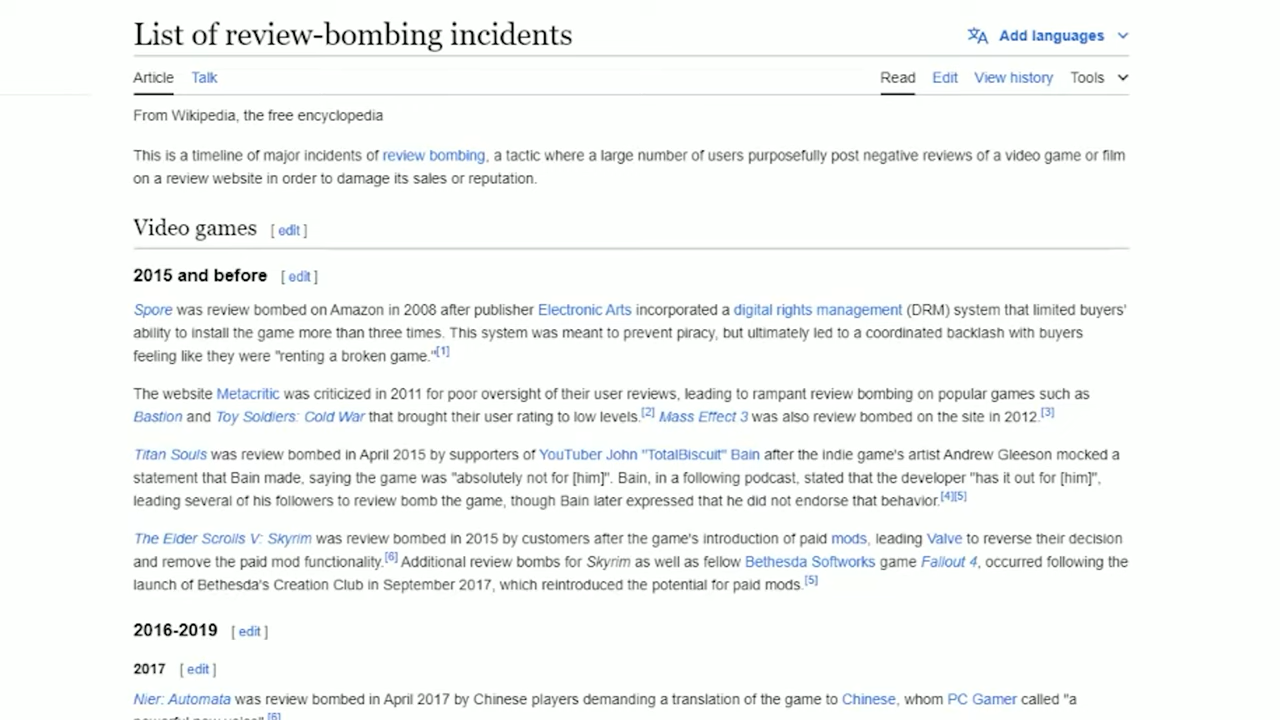 List of review-bombing incidents
Add languages
Article Talk
Read Edit View history Tools
From Wikipedia, the free encyclopedia
This is a timeline of major incidents of review bombing, a tactic where a large number of users purposefully post negative reviews of a video game or film
on a review website in order to damage its sales or reputation.
Video games [ edit ]
2015 and before [ edit ]
Spore was review bombed on Amazon in 2008 after publisher Electronic Arts incorporated a digital rights management (DRM) system that limited buyers'
ability to install the game more than three times. This system was meant to prevent piracy, but ultimately led to a coordinated backlash with buyers
feeling like they were "renting a broken game."[1]
The website Metacritic was criticized in 2011 for poor oversight of their user reviews, leading to rampant review bombing on popular games such as
Bastion and Toy Soldiers: Cold War that brought their user rating to low levels.[2] Mass Effect 3 was also review bombed on the site in 2012.[3]
Titan Souls was review bombed in April 2015 by supporters of YouTuber John "TotalBiscuit" Bain after the indie game's artist Andrew Gleeson mocked a
statement that Bain made, saying the game was "absolutely not for [him]". Bain, in a following podcast, stated that the developer "has it out for [him]",
leading several of his followers to review bomb the game, though Bain later expressed that he did not endorse that behavior.[4][5]
The Elder Scrolls V: Skyrim was review bombed in 2015 by customers after the game's introduction of paid mods, leading Valve to reverse their decision
and remove the paid mod functionality.[6] Additional review bombs for Skyrim as well as fellow Bethesda Softworks game Fallout 4, occurred following the
launch of Bethesda's Creation Club in September 2017, which reintroduced the potential for paid mods.[5]
2016-2019 [ edit ]
2017 [ edit ]
Nier: Automata was review bombed in April 2017 by Chinese players demanding a translation of the game to Chinese, whom PC Gamer called "a
powerful new voice".[6]